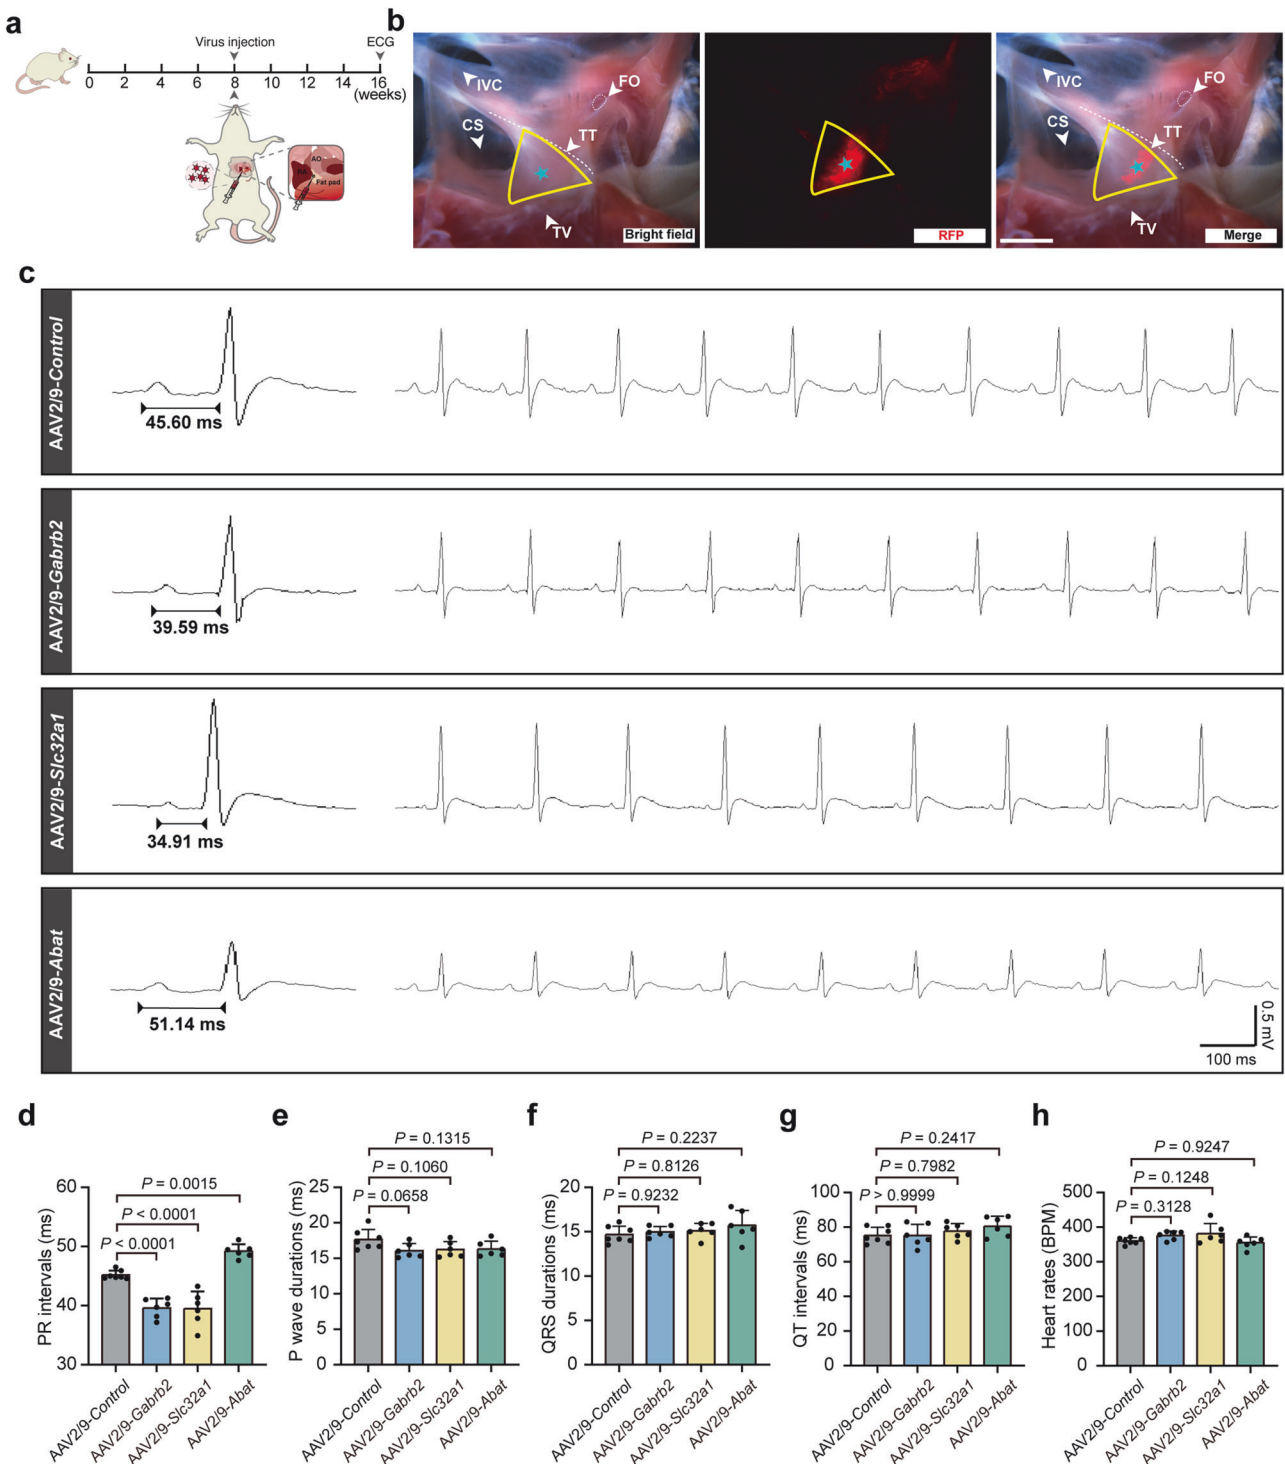 a
Virus injection
ECG
0 2 4 6 8 10 12 14 16
(weeks)
AO
RA
Fat pad
b
IVC
FO
CS
TT
TV
Bright field
RFP
IVC
FO
CS
TT
TV
Merge
c
AAV2/9-Control
45.60 ms
AAV2/9-Gabrb2
39.59 ms
AAV2/9-Slc32a1
34.91 ms
AAV2/9-Abat
51.14 ms
0.5 mV
100 ms
d
P = 0.0015
P < 0.0001
P < 0.0001
PR intervals (ms)
60
50
40
30
AAV2/9-Control
AAV2/9-Gabrb2
AAV2/9-Slc32a1
AAV2/9-Abat
e
P = 0.1315
P = 0.1060
P = 0.0658
P wave durations (ms)
25
20
15
10
5
0
AAV2/9-Control
AAV2/9-Gabrb2
AAV2/9-Slc32a1
AAV2/9-Abat
f
P = 0.2237
P = 0.8126
P = 0.9232
QRS durations (ms)
20
15
10
5
0
AAV2/9-Control
AAV2/9-Gabrb2
AAV2/9-Slc32a1
AAV2/9-Abat
g
P = 0.2417
P = 0.7982
P > 0.9999
QT intervals (ms)
100
80
60
40
20
0
AAV2/9-Control
AAV2/9-Gabrb2
AAV2/9-Slc32a1
AAV2/9-Abat
h
P = 0.9247
P = 0.1248
P = 0.3128
Heart rates (BPM)
500
400
300
200
100
0
AAV2/9-Control
AAV2/9-Gabrb2
AAV2/9-Slc32a1
AAV2/9-Abat